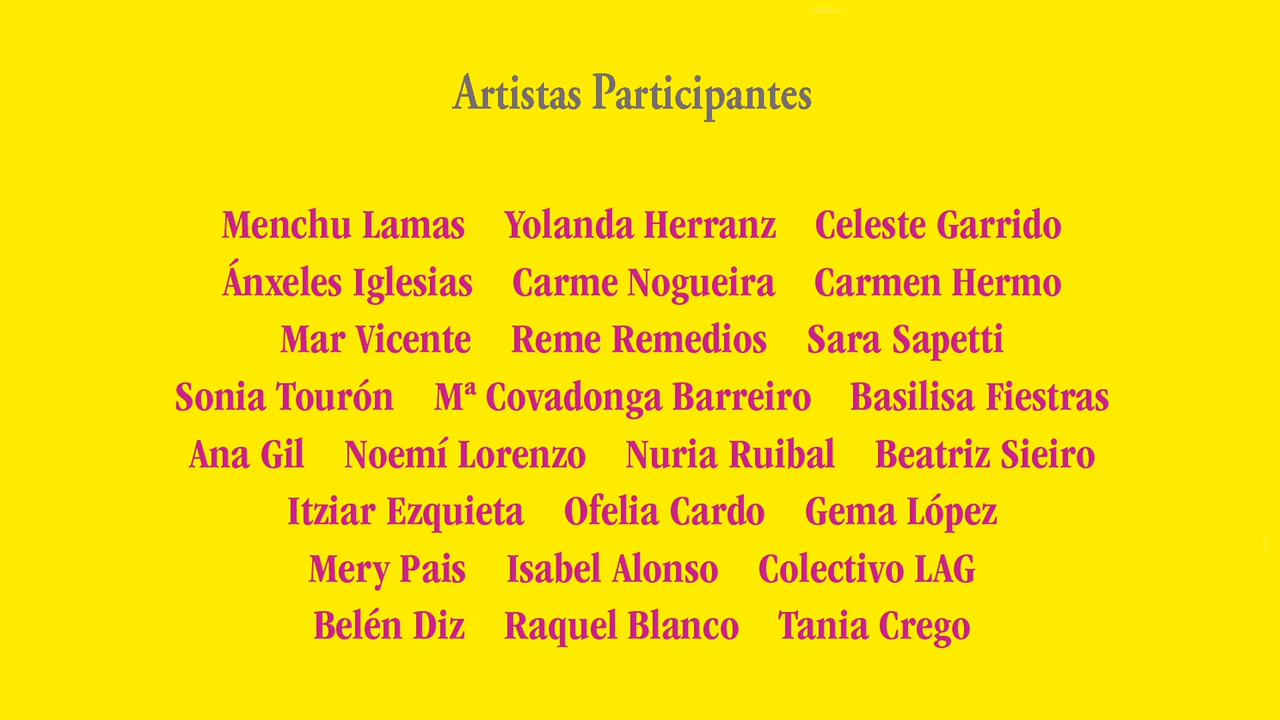 Artistas Participantes
Menchu Lamas Yolanda Herranz Celeste Garrido
Ánxeles Iglesias Carme Nogueira Carmen Hermo
Mar Vicente Reme Remedios Sara Sapetti
Sonia Tourón Mª Covadonga Barreiro Basilisa Fiestras
Ana Gil Noemí Lorenzo Nuria Ruibal Beatriz Sieiro
Itziar Ezquieta Ofelia Cardo Gema López
Mery Pais Isabel Alonso Colectivo LAG
Belén Diz Raquel Blanco Tania Crego